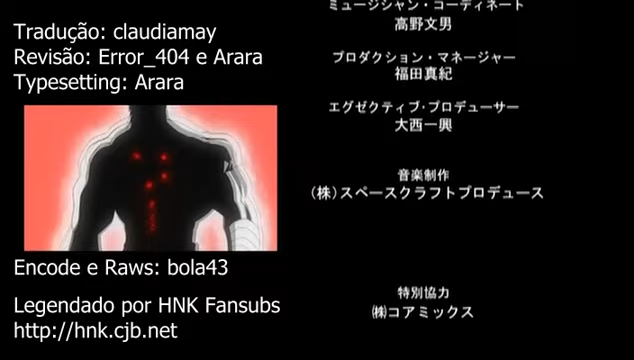 Tradução: claudiamay
Revisão: Error_404 e Arara
Typesetting: Arara
Encode e Raws: bola43
Legendado por HNK Fansubs
http://hnk.cjb.net
ミュージシャン・コーディネート
高野文男
プロダクション・マネージャー
福田真紀
エグゼクティブ・プロデューサー
大西一興
音楽制作
(株)スペースクラフトプロデュース
特別協力
㈱コアミックス